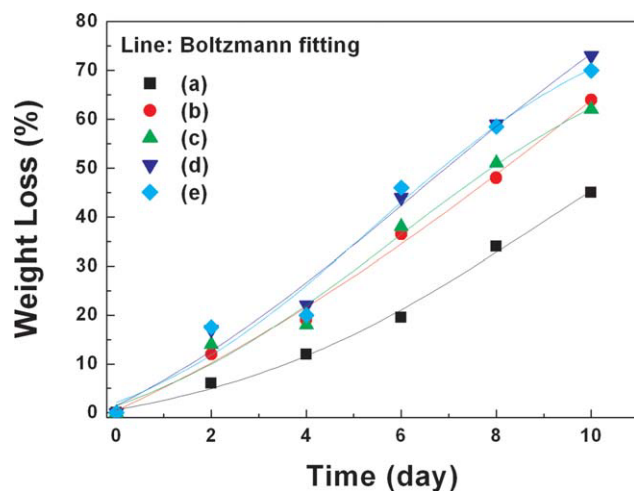 80
Line: Boltzmann fitting
70
(a)
60
(b)
(c)
50
(d)
40
(e)
30
20
10
0
0 2 4 6 8 10
Weight Loss (%)
Time (day)